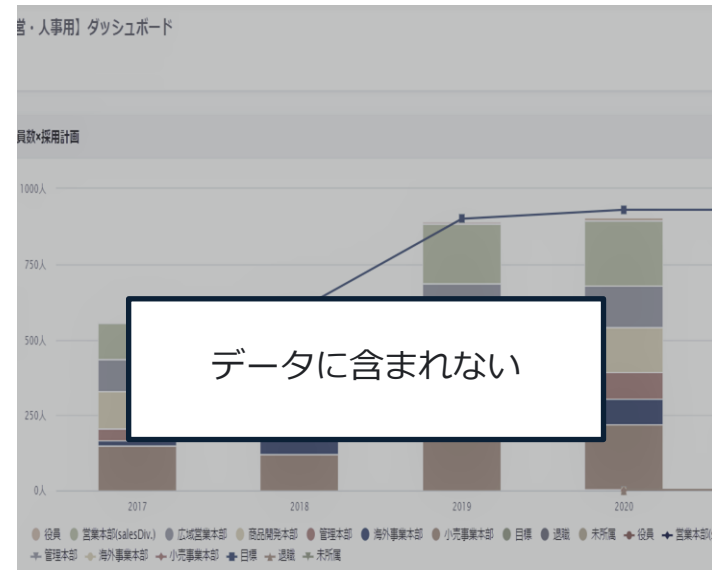 営・人事用】ダッシュボード
員数×採用計画
1000人
750人
500人
250人
0人
データに含まれない
2017 2018 2019 2020
役員 営業本部(salesDiv.) 広域営業本部 商品開発本部 管理本部 海外事業本部 小売事業本部 目標 退職 未所属 役員 営業本部(s
管理本部 海外事業本部 小売事業本部 目標 退職 未所属